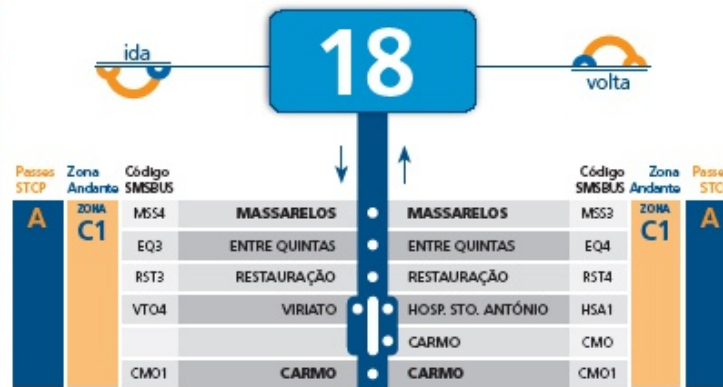 ida
18
volta
Passes
STCP
Zona
Andante
Código
SMSBUS
Código
SMSBUS
Zona
Andante
A
ZONA
C1
MSS4 MASSARELOS MASSARELOS MSS3
EQ3 ENTRE QUINTAS ENTRE QUINTAS EQ4
RST3 RESTAURAÇÃO RESTAURAÇÃO RST4
VTO4 VIRIATO HOSP. STO. ANTÓNIO HSA1
CARMO CMO
CMO1 CARMO CARMO CMO1
ZONA
C1
A